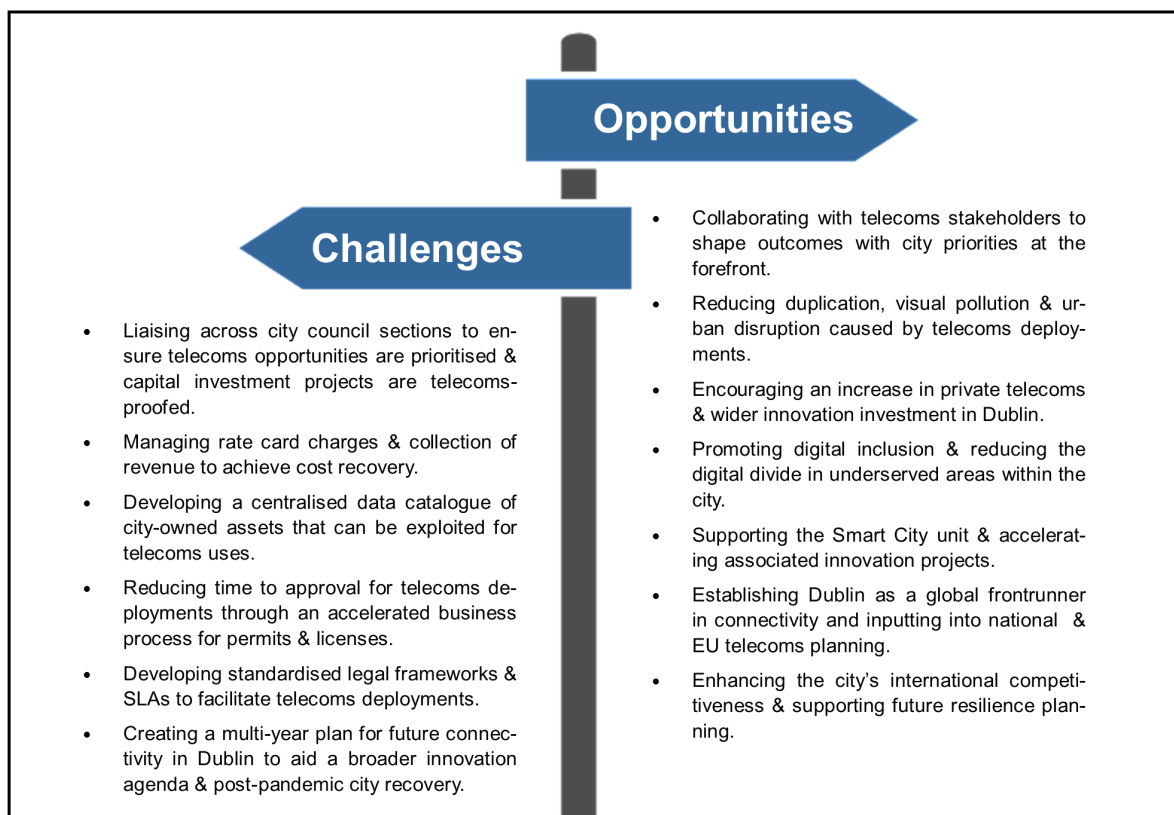 Opportunities
Challenges
• Liaising across city council sections to en-
sure telecoms opportunities are prioritised &
capital investment projects are telecoms-
proofed.
• Managing rate card charges & collection of
revenue to achieve cost recovery.
• Developing a centralised data catalogue of
city-owned assets that can be exploited for
telecoms uses.
• Reducing time to approval for telecoms de-
ployments through an accelerated business
process for permits & licenses.
• Developing standardised legal frameworks &
SLAs to facilitate telecoms deployments.
• Creating a multi-year plan for future connec-
tivity in Dublin to aid a broader innovation
agenda & post-pandemic city recovery.
• Collaborating with telecoms stakeholders to
shape outcomes with city priorities at the
forefront.
• Reducing duplication, visual pollution & ur-
ban disruption caused by telecoms deploy-
ments.
• Encouraging an increase in private telecoms
& wider innovation investment in Dublin.
• Promoting digital inclusion & reducing the
digital divide in underserved areas within the
city.
• Supporting the Smart City unit & accelerat-
ing associated innovation projects.
• Establishing Dublin as a global frontrunner
in connectivity and inputting into national &
EU telecoms planning.
• Enhancing the city's international competi-
tiveness & supporting future resilience plan-
ning.